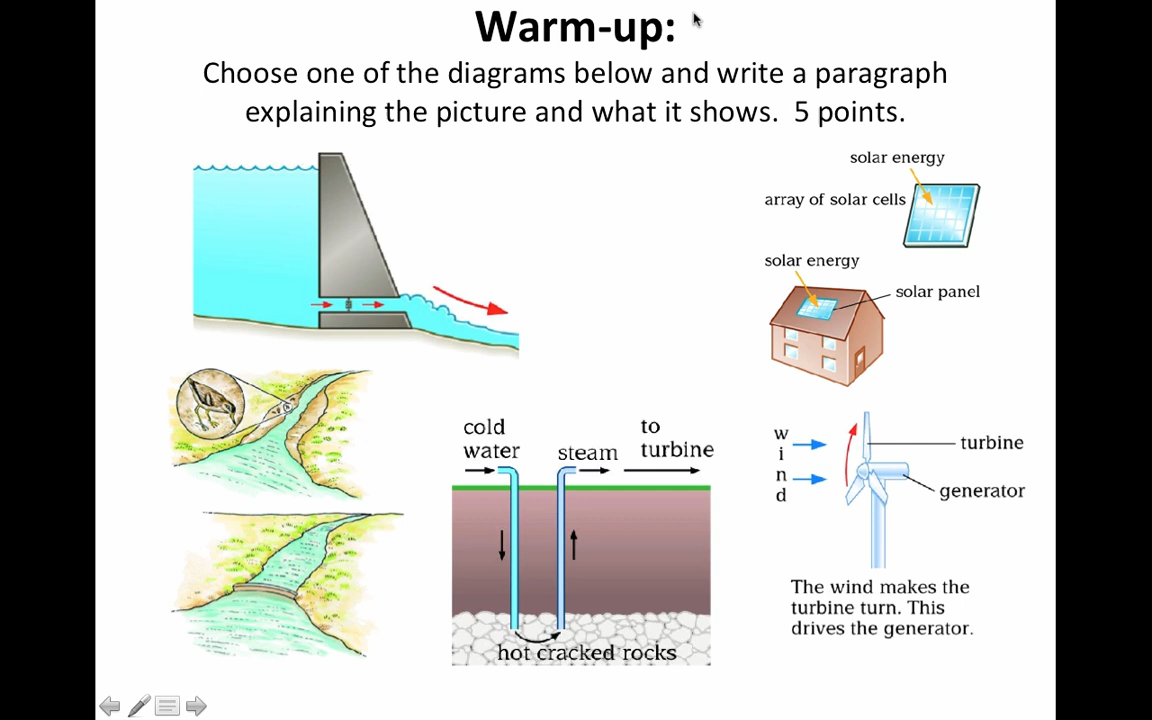 Warm-up:
Choose one of the diagrams below and write a paragraph
explaining the picture and what it shows.  5 points.
solar energy
array of solar cells
solar energy
solar panel
cold
water
steam
to
turbine
hot cracked rocks
w
i
n
d
turbine
generator
The wind makes the
turbine turn. This
drives the generator.